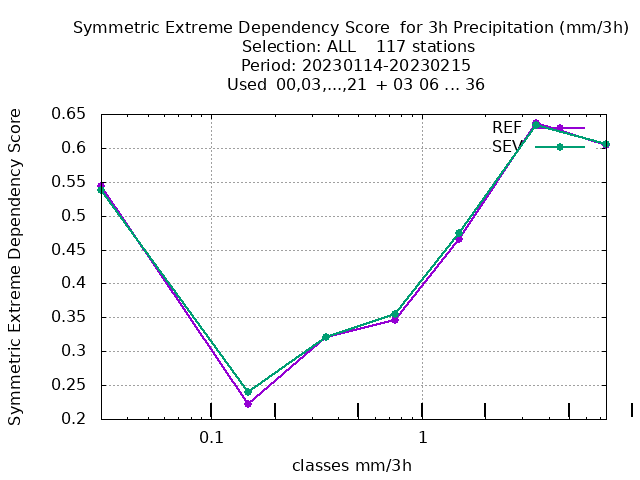 Symmetric Extreme Dependency Score  for 3h Precipitation (mm/3h)
Selection: ALL    117 stations
Period: 20230114-20230215
Used  00,03,...,21  + 03 06 ... 36
Symmetric Extreme Dependency Score
0.65
0.6
0.55
0.5
0.45
0.4
0.35
0.3
0.25
0.2
REF
SEV
0.1
1
classes mm/3h